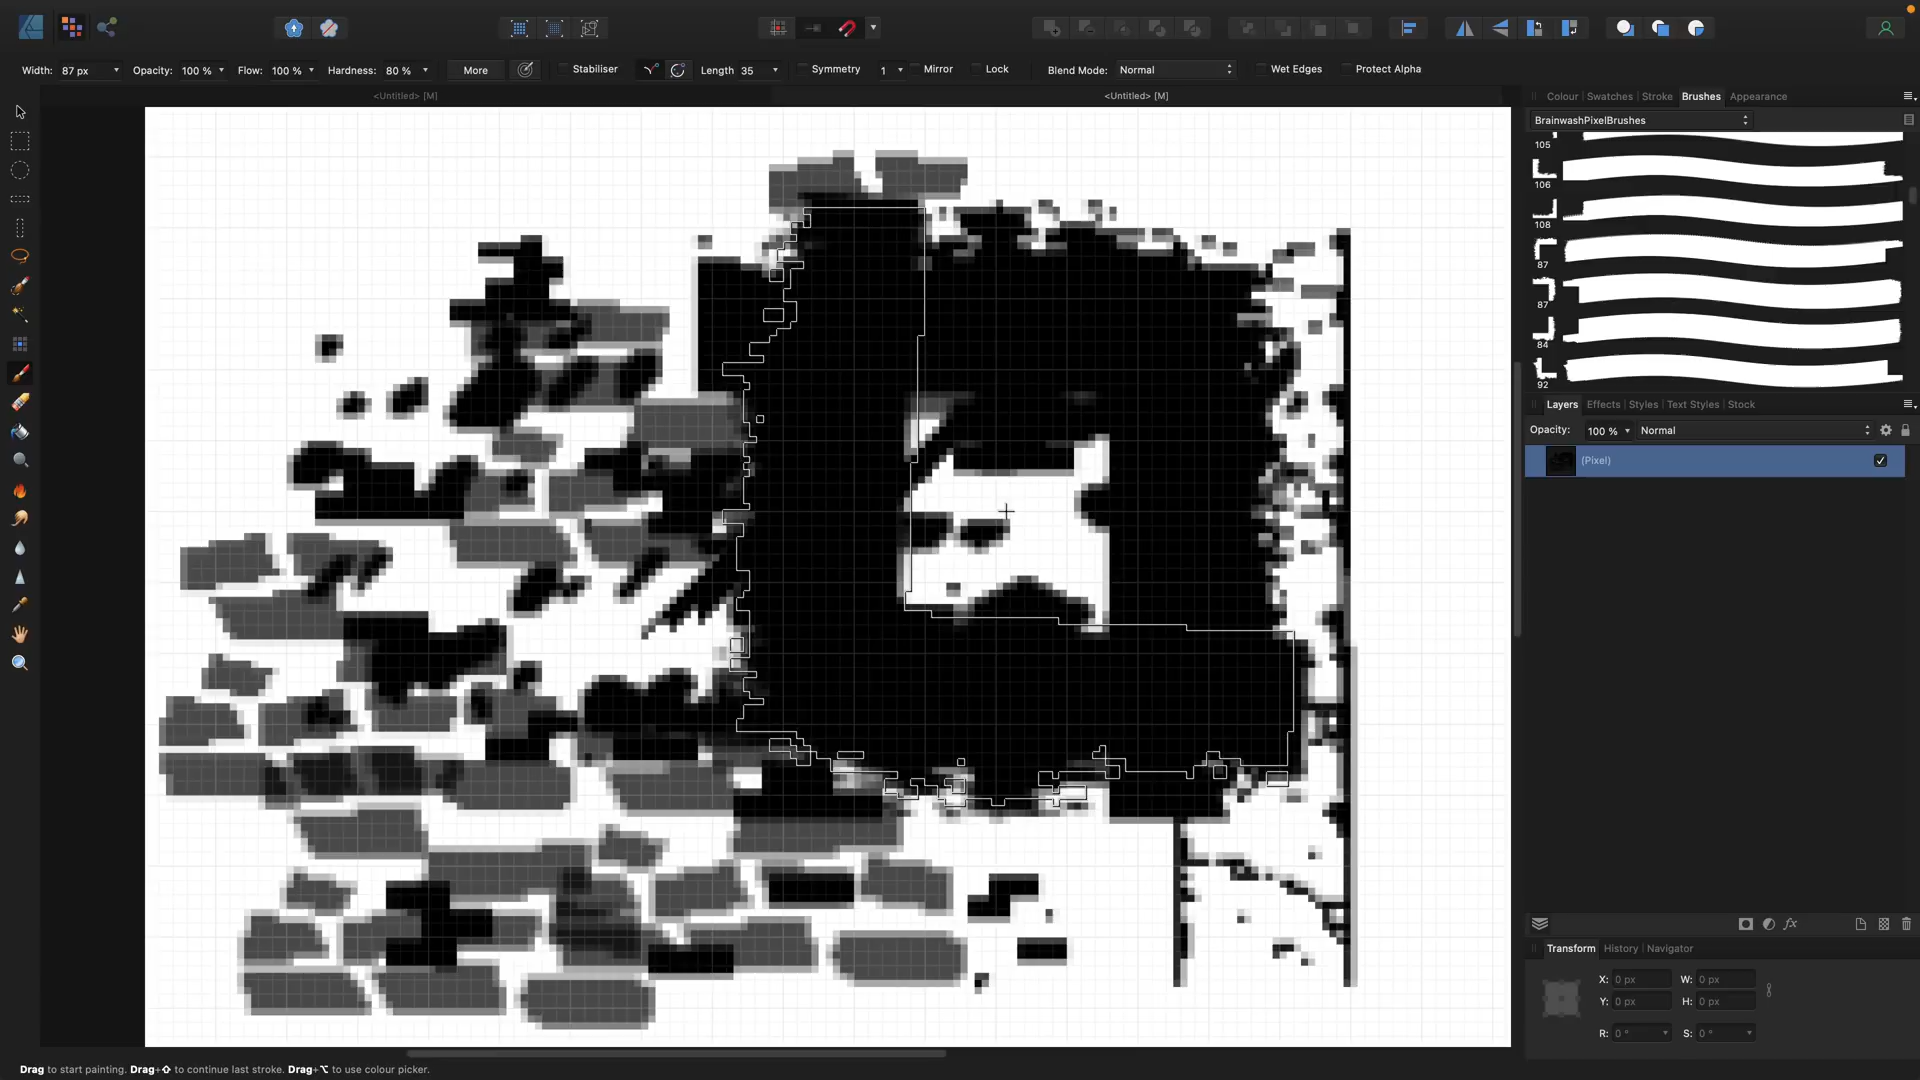 Width: 87 px Opacity: 100 % Flow: 100 % Hardness: 80 % More Stabiliser Length 35 Symmetry 1 Mirror Lock Blend Mode: Normal Wet Edges Protect Alpha
<Untitled> [M] <Untitled> [M]
Colour Swatches Stroke Brushes Appearance
BrainwashPixelBrushes
105
106
108
87
87
84
92
Layers Effects Styles Text Styles Stock
Opacity: 100 % Normal
(Pixel)
fx
Transform History Navigator
X: 0 px W: 0 px
Y: 0 px H: 0 px
R: 0 ° S: 0 °
Drag to start painting. Drag+⇧ to continue last stroke. Drag+⌥ to use colour picker.